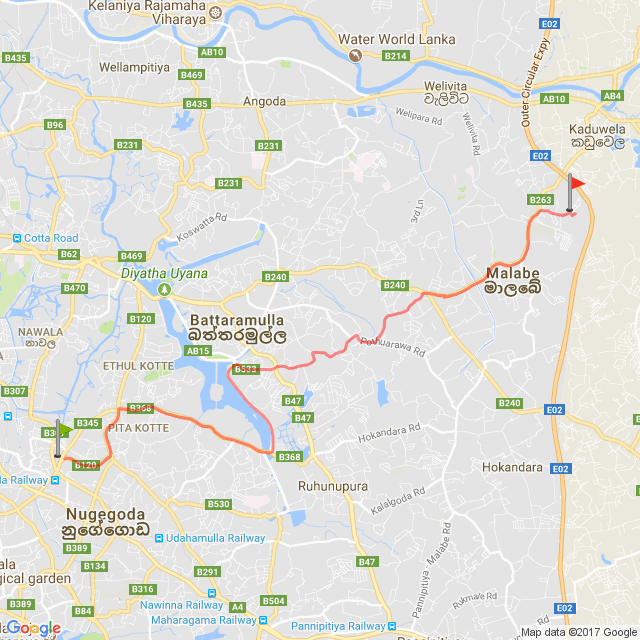 Kelaniya Rajamaha
Viharaya
E02
Water World Lanka
AB10
B214
B435
Wellampitiya
B469
Welivita
වැලිවිට
Outer Circular Expy
AB4
B435
Angoda
AB10
Welipara Rd
Kaduwela
කඩුවෙල
B96
Welivita Rd
B231
B231
E02
B231
B263
3rd Ln
Koswatta Rd
Cotta Road
B62
B469
Diyatha Uyana
B240
Malabe
මාලබේ
B470
B240
NAWALA
නාවල
B120
Battaramulla
බත්තරමුල්ල
AB15
Pothuarawa Rd
ETHUL KOTTE
B533
B307
B47
B240
E02
B368
B345
B47
PITA KOTTE
Hokandara Rd
B120
B368
Hokandara
E02
Railway
Ruhunupura
Nugegoda
නුගේගොඩ
B530
Kalalgoda Rd
Udahamulla Railway
B389
Pannipitiya - Malabe Rd
B134
B291
B47
gical garden
B316
Nawinna Railway
B389
A4
B504
Maharagama Railway
Pannipitiya Railway
E02
Google
Map data ©2017 Google